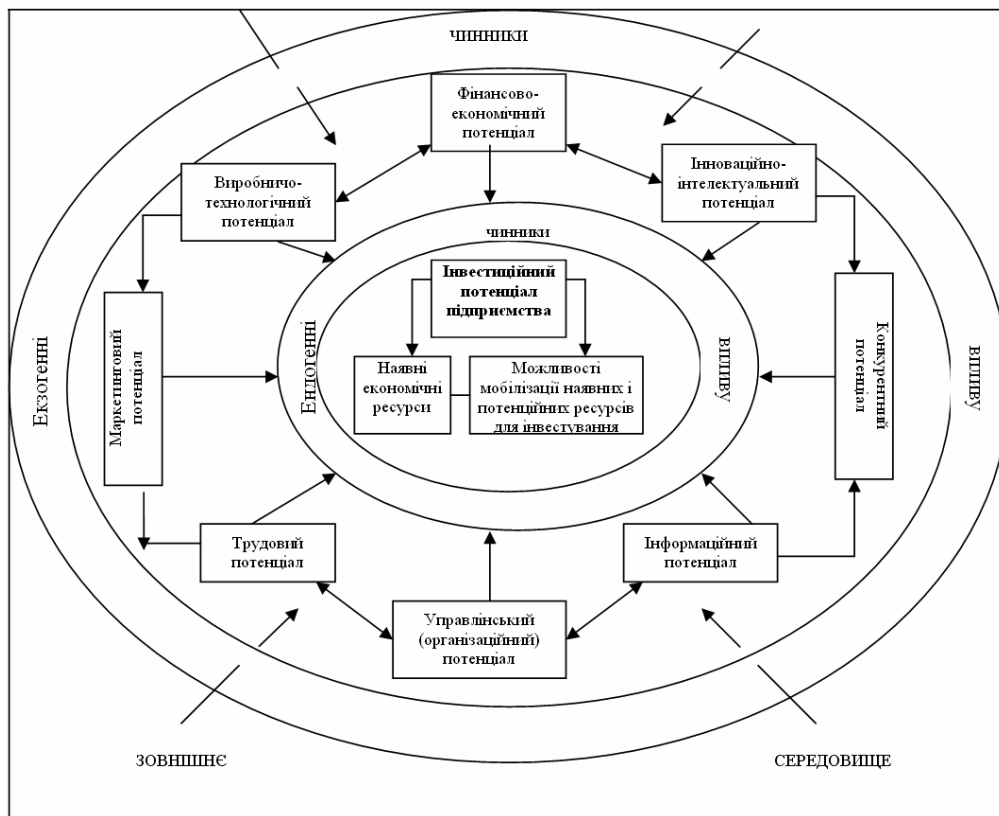 ЧИННИКИ
Фінансово-
економічний
потенціал
Виробничо-
технологічний
потенціал
Інноваційно-
інтелектуальний
потенціал
ЧИННИКИ
Інвестиційний
потенціал
підприємства
Наявні
економічні
ресурси
Можливості
мобілізації наявних і
потенційних ресурсів
для інвестування
Ендогенні
ВПЛИВУ
Екзогенні
Маркетинговий
потенціал
Конкурентний
потенціал
ВПЛИВУ
Трудовий
потенціал
Інформаційний
потенціал
Управлінський
(організаційний)
потенціал
ЗОВНІШНЄ
СЕРЕДОВИЩЕ